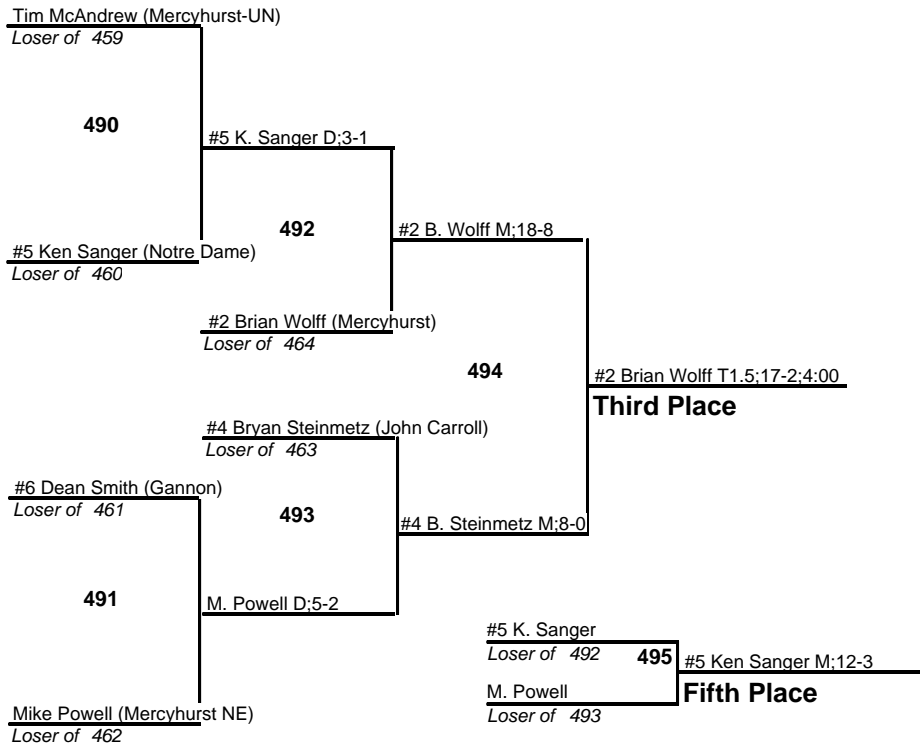 Tim McAndrew (Mercyhurst-UN)
Loser of 459
490
#5 K. Sanger D;3-1
492
#2 B. Wolff M;18-8
#5 Ken Sanger (Notre Dame)
Loser of 460
#2 Brian Wolff (Mercyhurst)
Loser of 464
494
#2 Brian Wolff T1.5;17-2;4:00
Third Place
#4 Bryan Steinmetz (John Carroll)
Loser of 463
#6 Dean Smith (Gannon)
Loser of 461
493
#4 B. Steinmetz M;8-0
491
M. Powell D;5-2
#5 K. Sanger
Loser of 492
495
#5 Ken Sanger M;12-3
Fifth Place
M. Powell
Loser of 493
Mike Powell (Mercyhurst NE)
Loser of 462